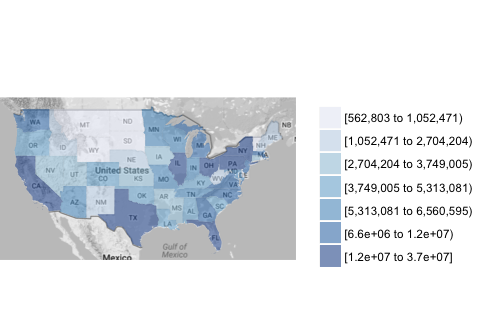 WA
MT
ND
MN
OR
ID
WY
SD
WI
MI
NY
NH
ME
NB
MA
NV
UT
CO
NE
IA
IL
IN
OH
PA
United States
KS
MO
KY
WV
MD
DE
VA
CA
AZ
NM
OK
AR
TN
NC
SC
TX
LA
MS
AL
GA
FL
Gulf of
Mexico
Mexico
[562,803 to 1,052,471)
[1,052,471 to 2,704,204)
[2,704,204 to 3,749,005)
[3,749,005 to 5,313,081)
[5,313,081 to 6,560,595)
[6.6e+06 to 1.2e+07)
[1.2e+07 to 3.7e+07]